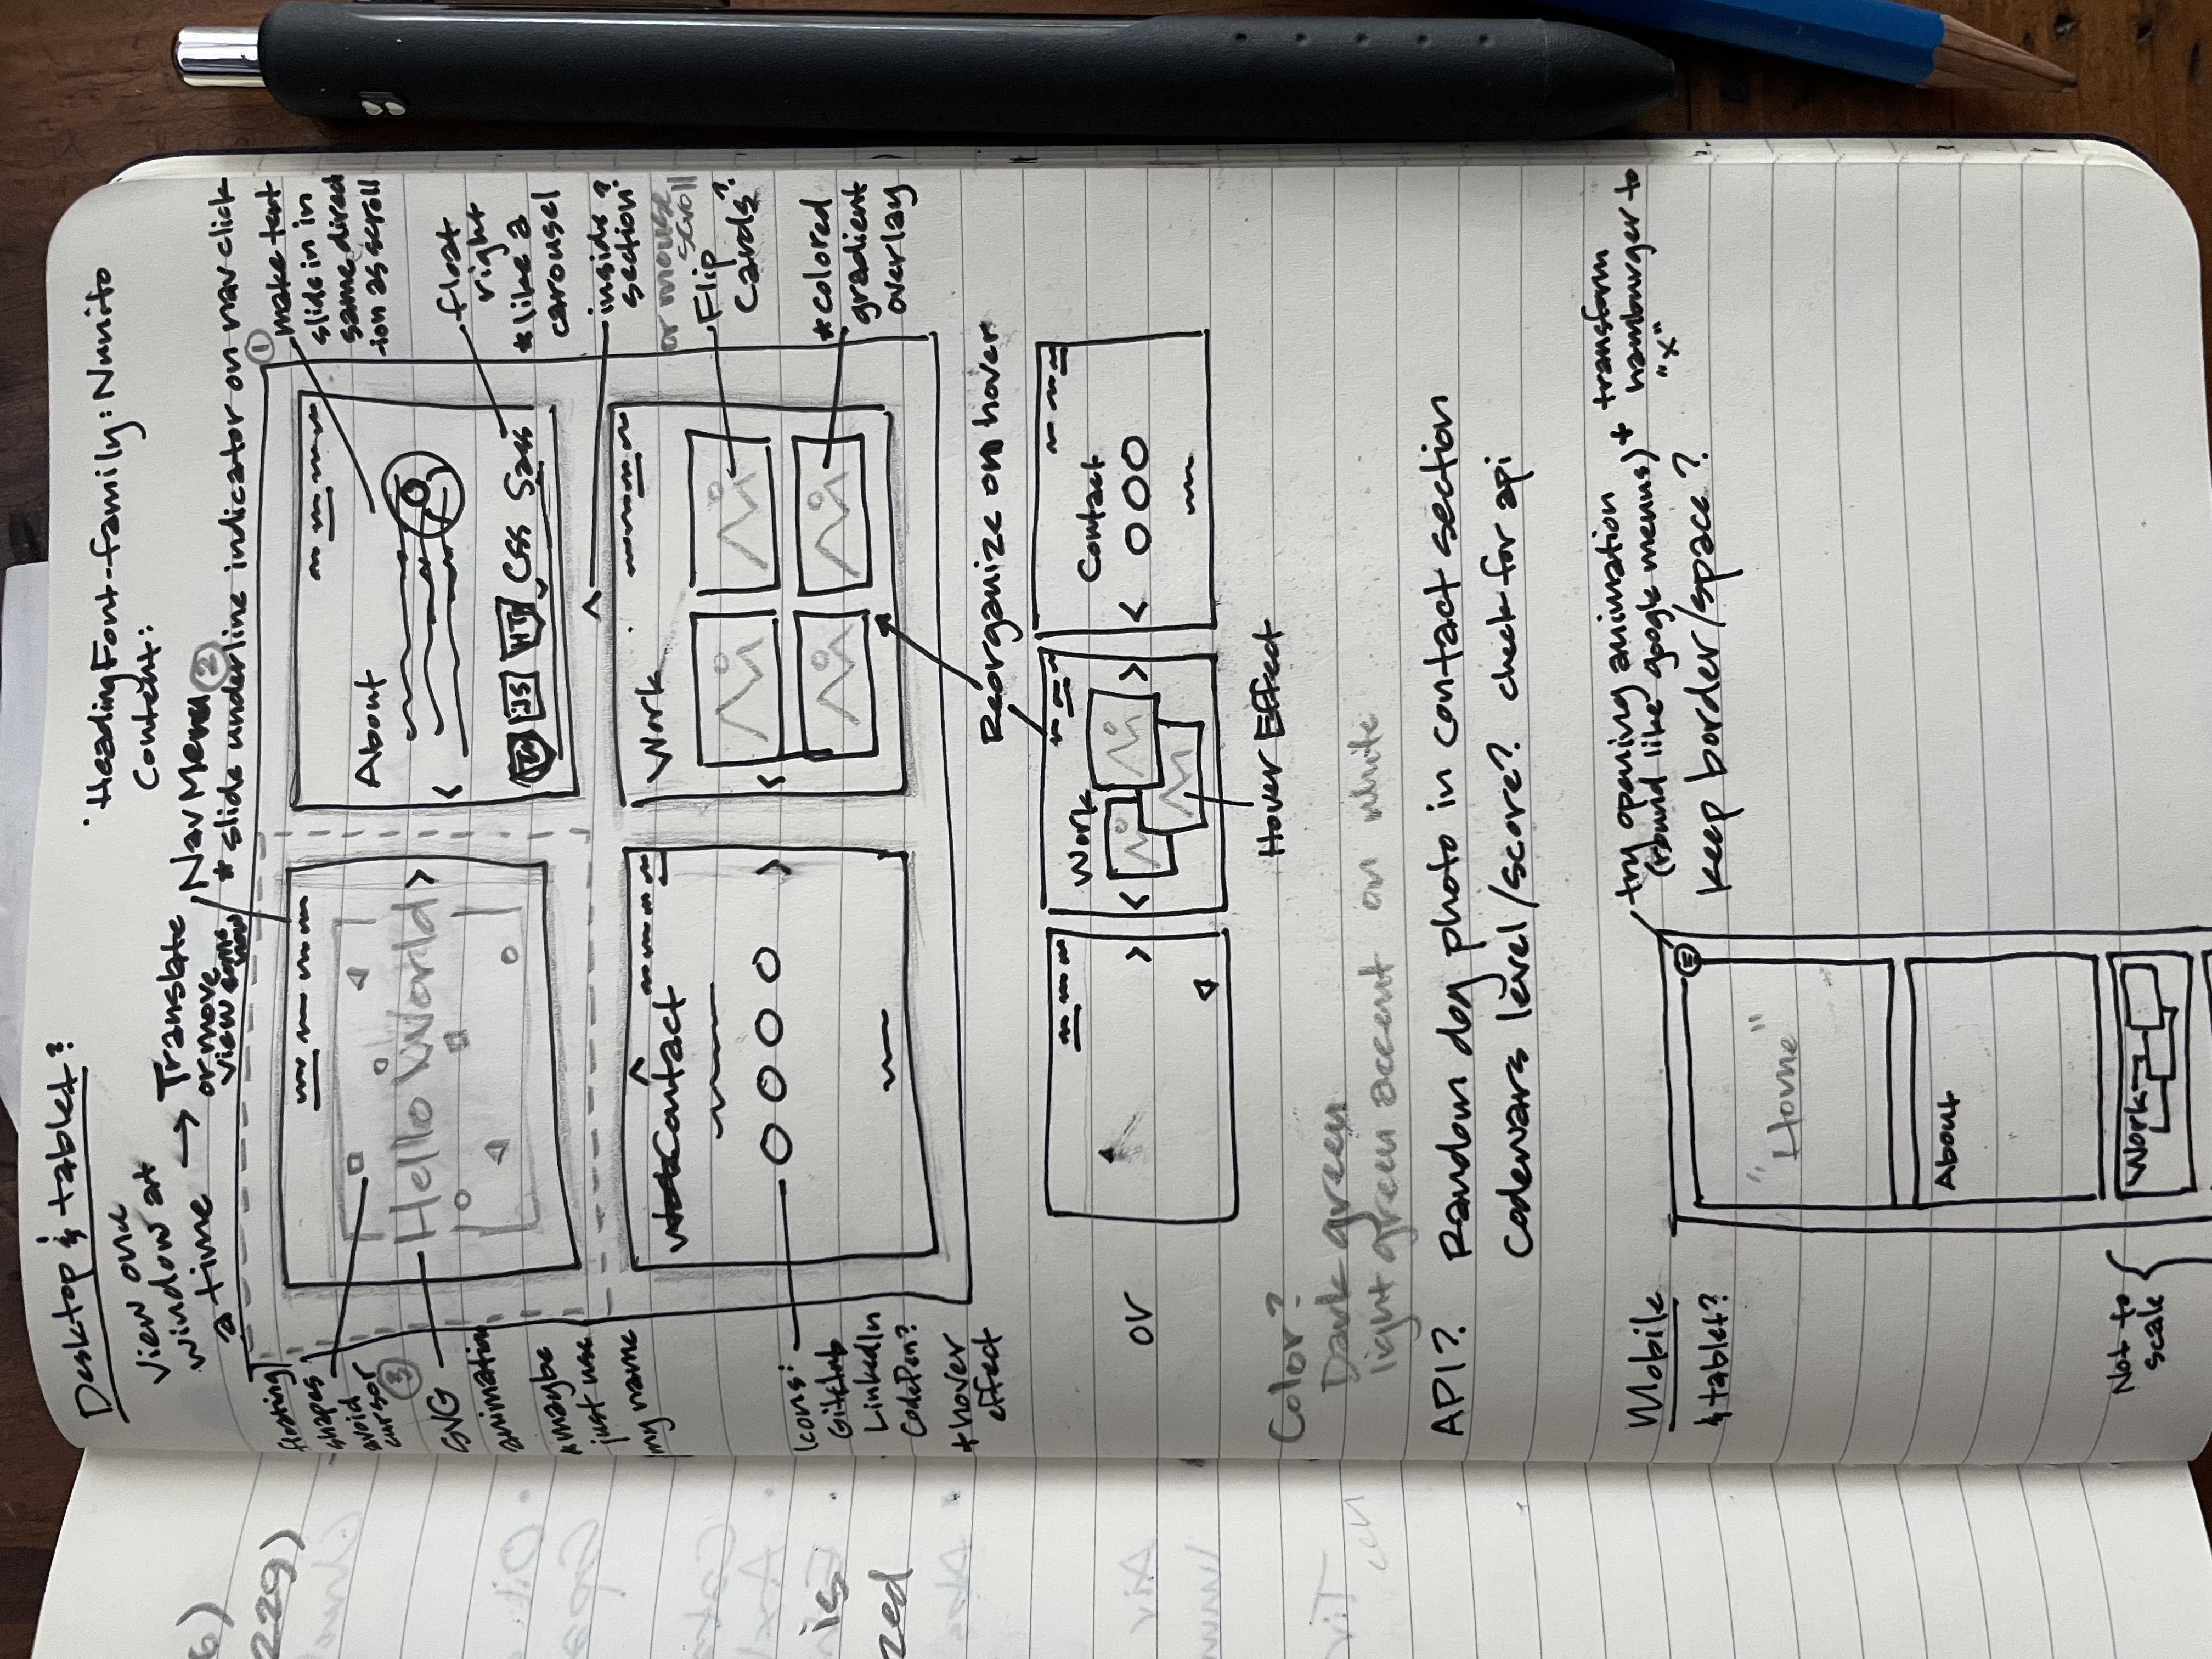 Desktop & tablet?
View one
window at
a time
→ Translate
or move
view some
how
HeadingFont-family: Nunito
Content:
Nav Menu ②
* slide underline indicator on nav click
floating
shapes
avoid
cursor
③
SVG
animation
* maybe
just use
my name
Hello World
>
About
<
JS
CSS
Sass
①
make text
slide in in
same direct
-ion as scroll
float
right
* like a
carousel
^
inside
section?
or mouse
scroll
^
Contact
>
Icons:
GitHub
LinkedIn
CodePen?
+ hover
effect
Work
<
Flip
Cards?
* colored
gradient
overlay
Reorganize on hover
or
>
Work
<
>
Contact
<
Hover Effect
Color?
Dark green
light green accent on white
API? Random dog photo in contact section
Codewars level/score? check for api
Mobile
& tablet?
try opening animation
(round like google menus)
+ transform
hamburger to
"x"
keep border/space?
"Home"
About
Not to
scale
Work
6)
229)
is
zed